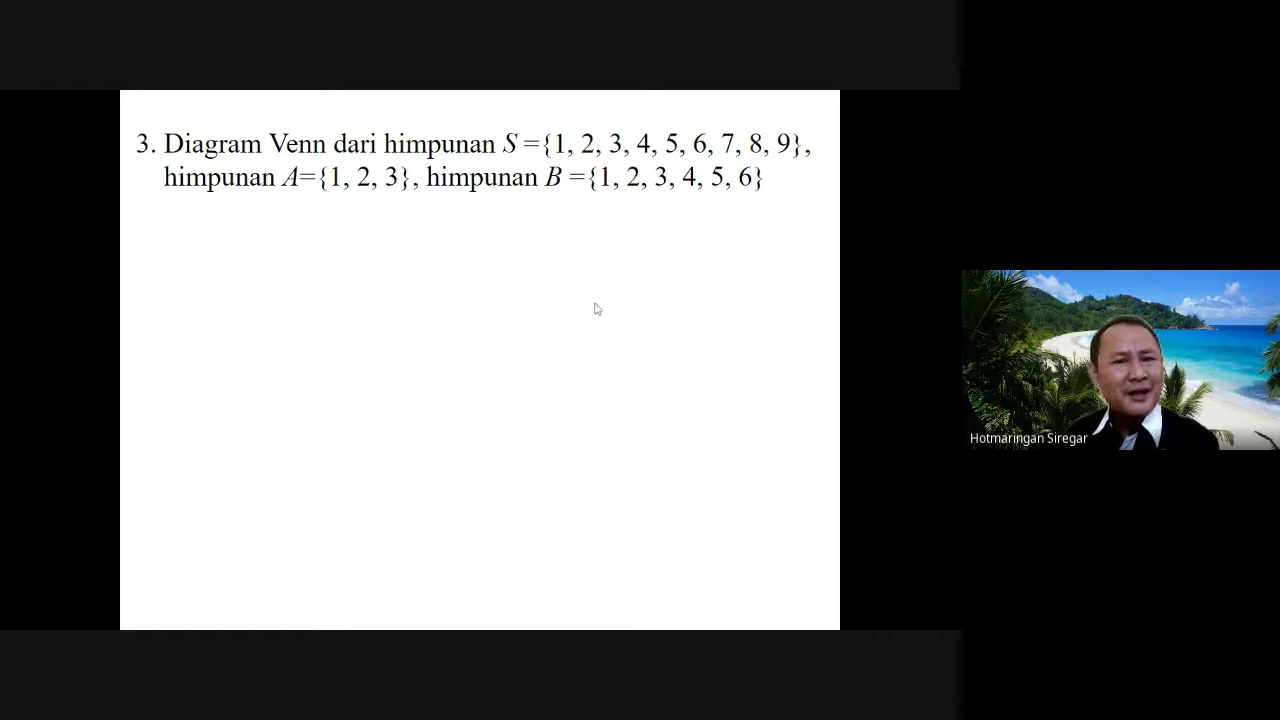 3. Diagram Venn dari himpunan S ={1, 2, 3, 4, 5, 6, 7, 8, 9},
himpunan A={1, 2, 3}, himpunan B ={1, 2, 3, 4, 5, 6}
Hotmaringan Siregar